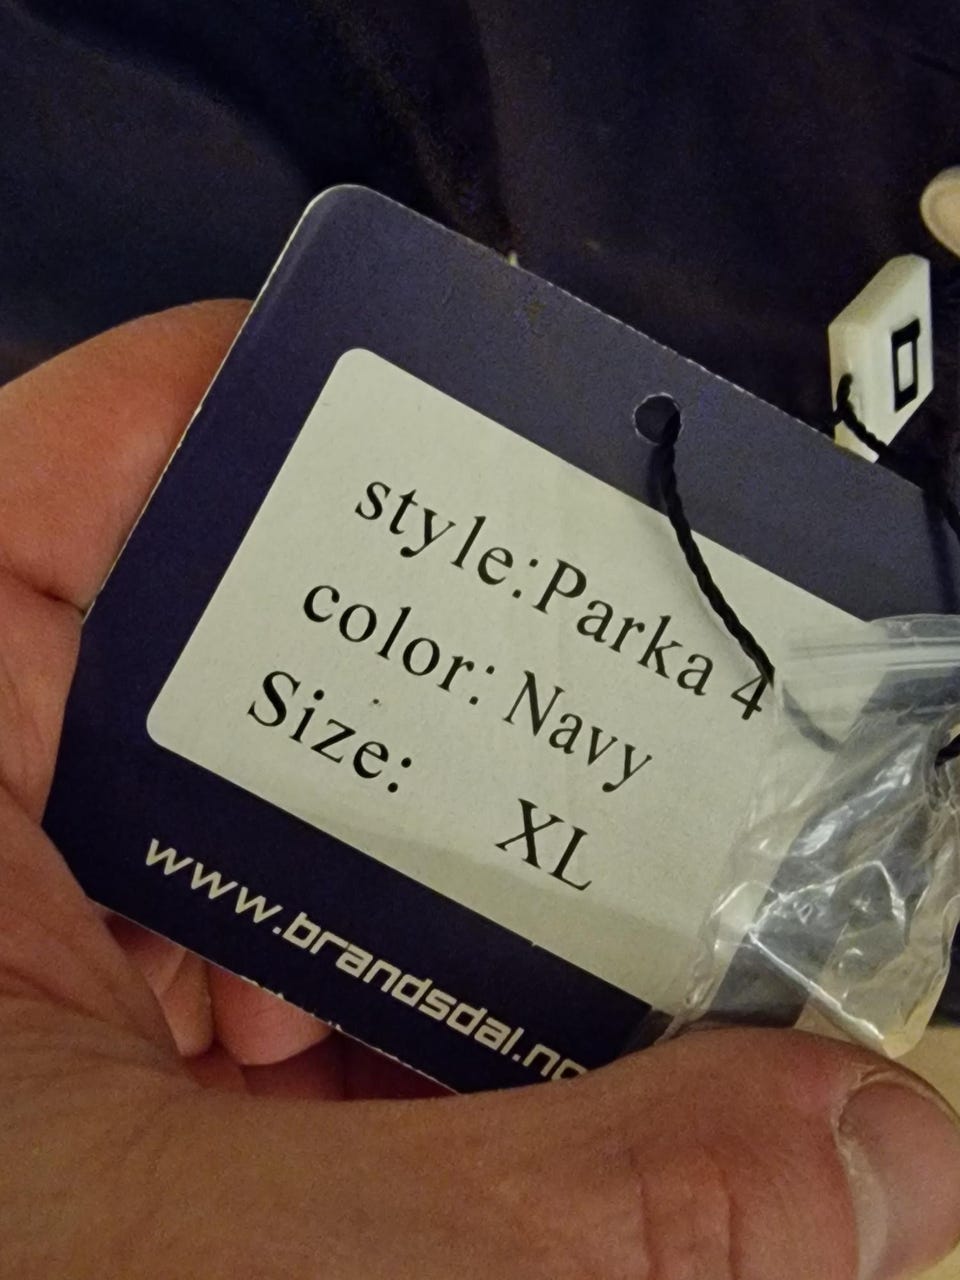 style:Parka 4
color: Navy
Size: XL
www.brandsdal.no